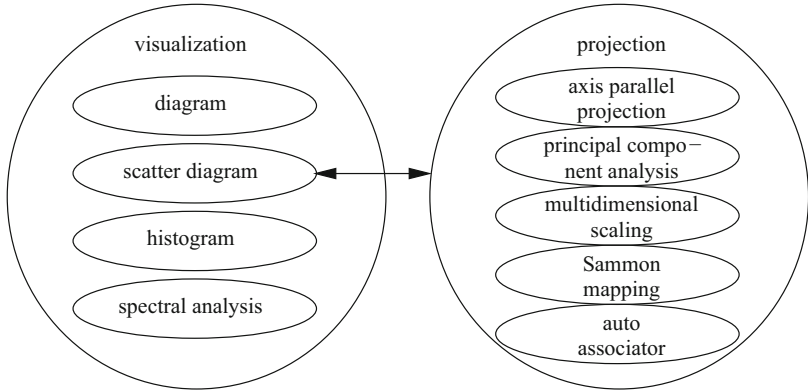 visualization
diagram
scatter diagram
histogram
spectral analysis
projection
axis parallel
projection
principal compo−
nent analysis
multidimensional
scaling
Sammon
mapping
auto
associator